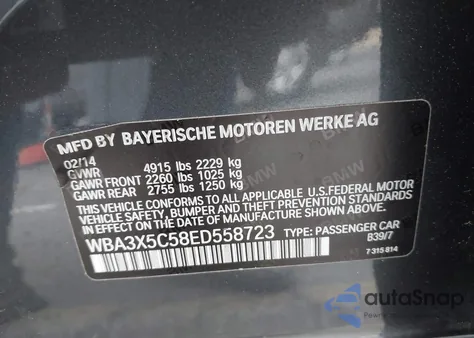 MFD BY BAYERISCHE MOTOREN WERKE AG
02/14
GVWR 4915 lbs 2229 kg
GAWR FRONT 2260 lbs 1025 kg
GAWR REAR 2755 lbs 1250 kg
THIS VEHICLE CONFORMS TO ALL APPLICABLE U.S.FEDERAL MOTOR
VEHICLE SAFETY, BUMPER, AND THEFT PREVENTION STANDARDS
IN EFFECT ON THE DATE OF MANUFACTURE SHOWN ABOVE.
WBA3X5C58ED558723 TYPE: PASSENGER CAR
B39/7
7 315 814
autoSnap